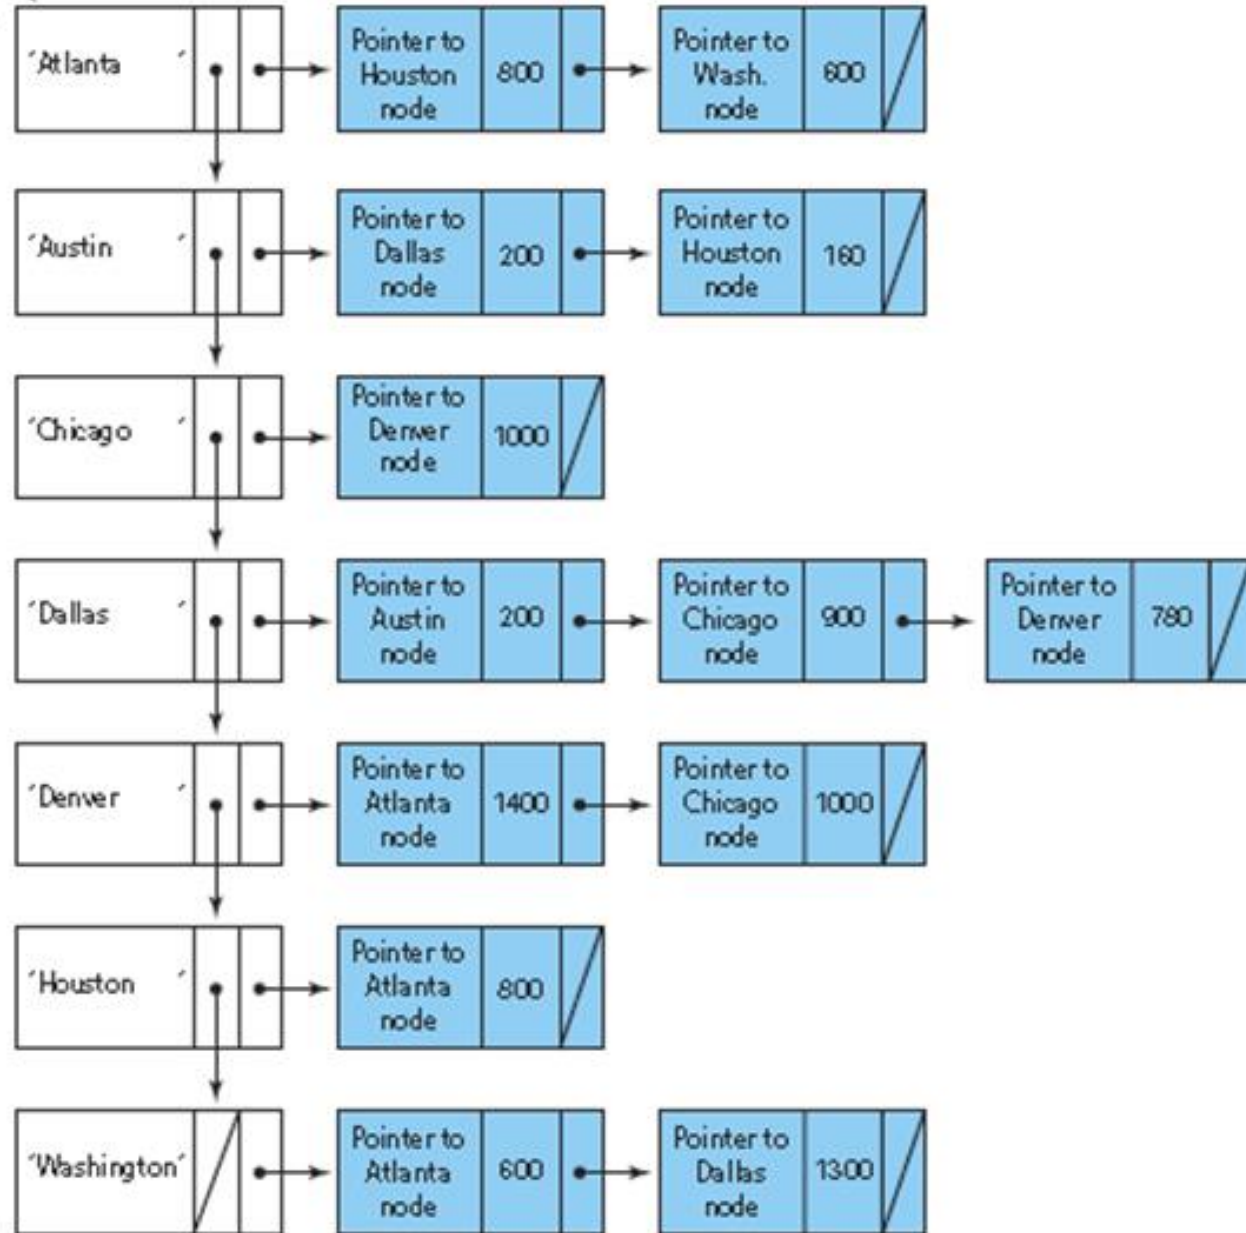 ´Atlanta ´
Pointer to
Houston
node
800
Pointer to
Wash.
node
600
´Austin ´
Pointer to
Dallas
node
200
Pointer to
Houston
node
160
´Chicago ´
Pointer to
Denver
node
1000
´Dallas ´
Pointer to
Austin
node
200
Pointer to
Chicago
node
900
Pointer to
Denver
node
780
´Denver ´
Pointer to
Atlanta
node
1400
Pointer to
Chicago
node
1000
´Houston ´
Pointer to
Atlanta
node
800
´Washington´
Pointer to
Atlanta
node
600
Pointer to
Dallas
node
1300